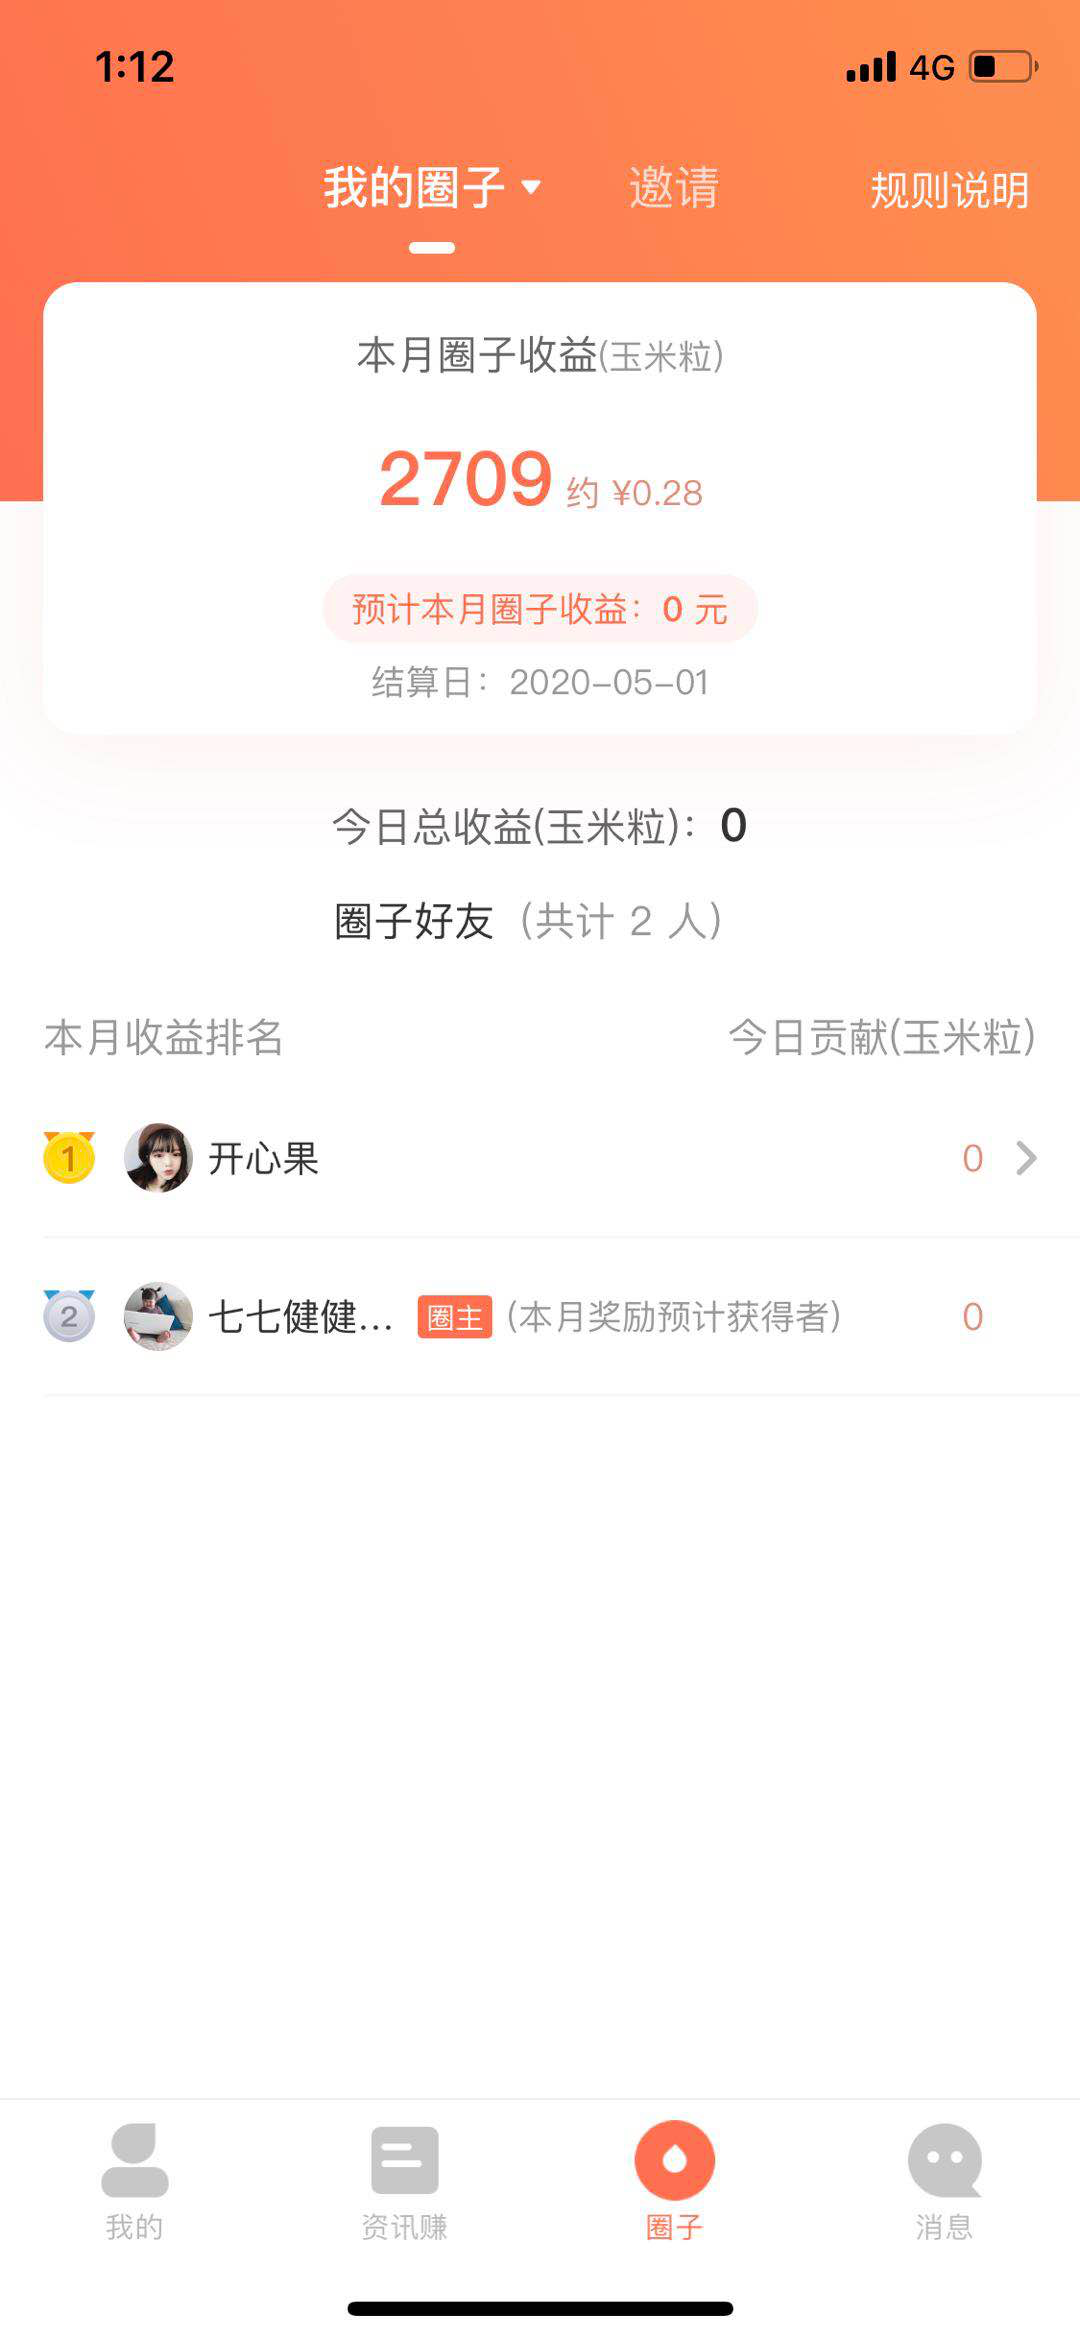 1:12
4G
我的圈子
邀请
规则说明
本月圈子收益(玉米粒)
2709 约 ¥0.28
预计本月圈子收益：0 元
结算日：2020-05-01
今日总收益(玉米粒)：0
圈子好友（共计 2 人）
本月收益排名
今日贡献(玉米粒)
1
开心果
0
2
七七健健...
圈主
（本月奖励预计获得者）
0
我的
资讯赚
圈子
消息